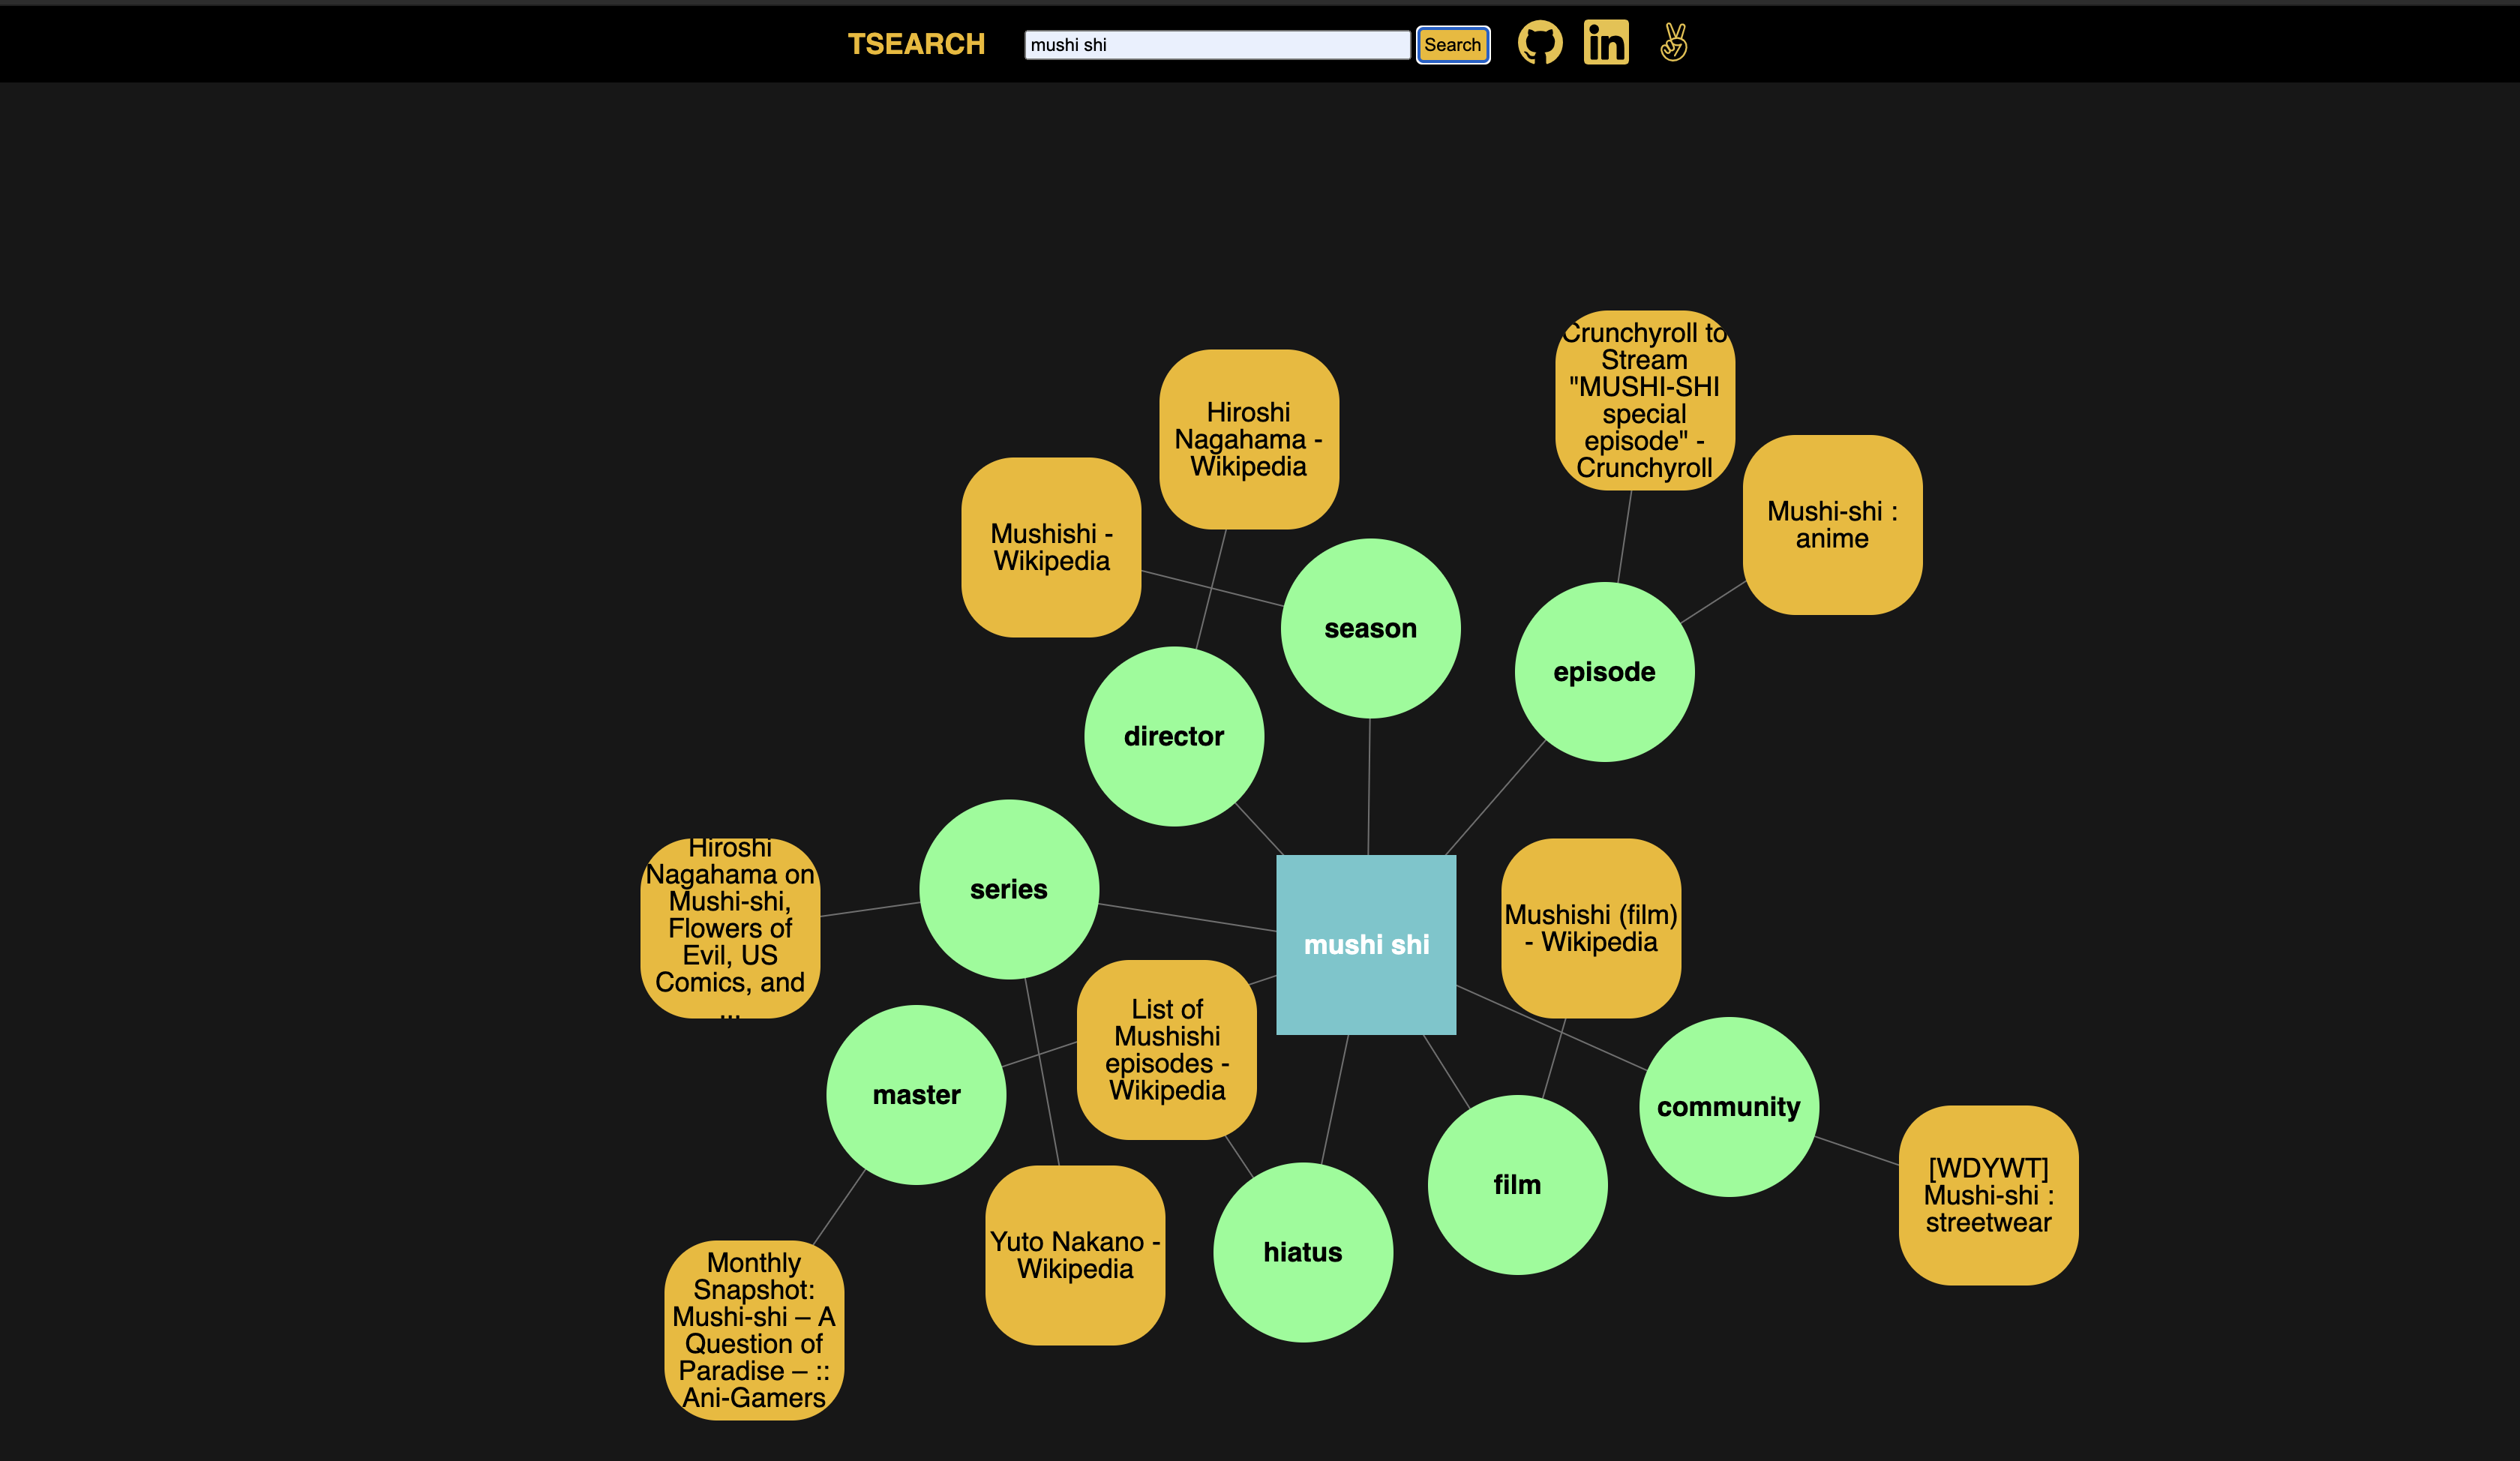 TSEARCH
mushi shi
Search
Crunchyroll to
Stream
"MUSHI-SHI
special
episode" -
Crunchyroll
Hiroshi
Nagahama -
Wikipedia
Mushi-shi :
anime
Mushishi -
Wikipedia
season
episode
director
Hiroshi
Nagahama on
Mushi-shi,
Flowers of
Evil, US
Comics, and
...
series
mushi shi
Mushishi (film)
- Wikipedia
List of
Mushishi
episodes -
Wikipedia
master
community
[WDYWT]
Mushi-shi :
streetwear
film
Yuto Nakano -
Wikipedia
hiatus
Monthly
Snapshot:
Mushi-shi – A
Question of
Paradise – ::
Ani-Gamers